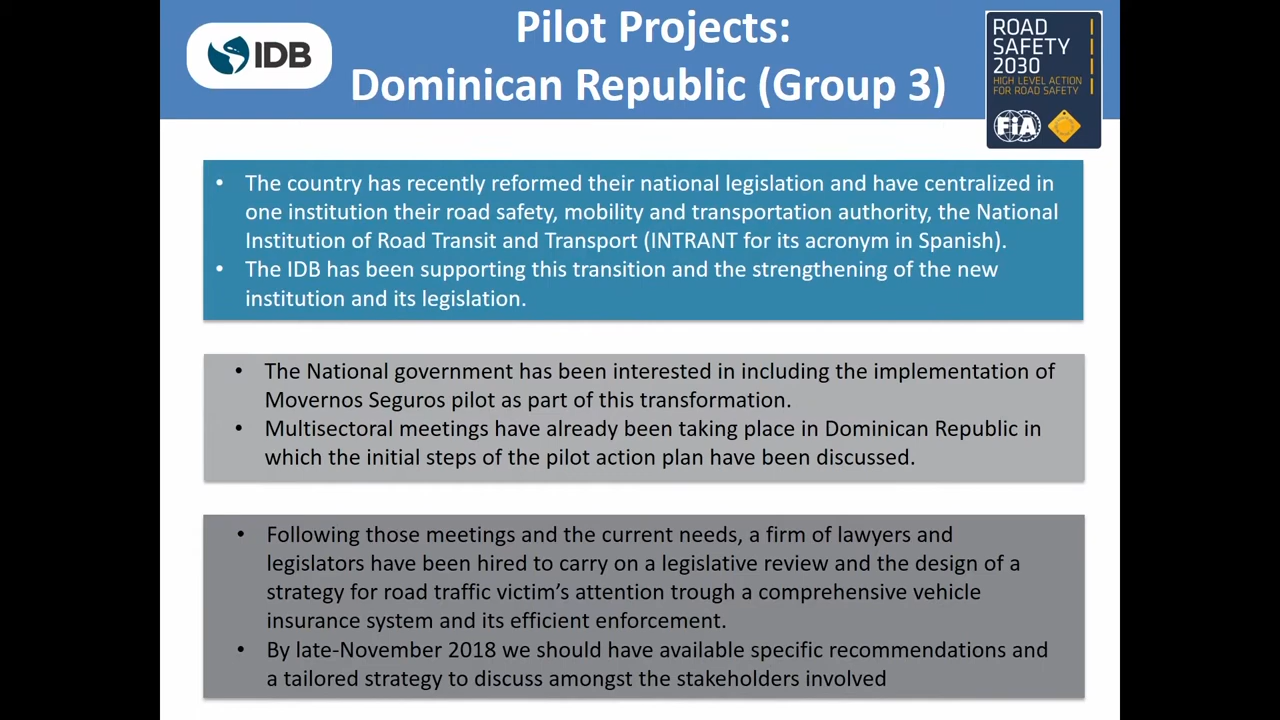 Pilot Projects:
Dominican Republic (Group 3)
IDB
ROAD
SAFETY
2030
HIGH LEVEL ACTION
FOR ROAD SAFETY
FiA
• The country has recently reformed their national legislation and have centralized in
one institution their road safety, mobility and transportation authority, the National
Institution of Road Transit and Transport (INTRANT for its acronym in Spanish).
• The IDB has been supporting this transition and the strengthening of the new
institution and its legislation.
• The National government has been interested in including the implementation of
Movernos Seguros pilot as part of this transformation.
• Multisectoral meetings have already been taking place in Dominican Republic in
which the initial steps of the pilot action plan have been discussed.
• Following those meetings and the current needs, a firm of lawyers and
legislators have been hired to carry on a legislative review and the design of a
strategy for road traffic victim’s attention trough a comprehensive vehicle
insurance system and its efficient enforcement.
• By late-November 2018 we should have available specific recommendations and
a tailored strategy to discuss amongst the stakeholders involved